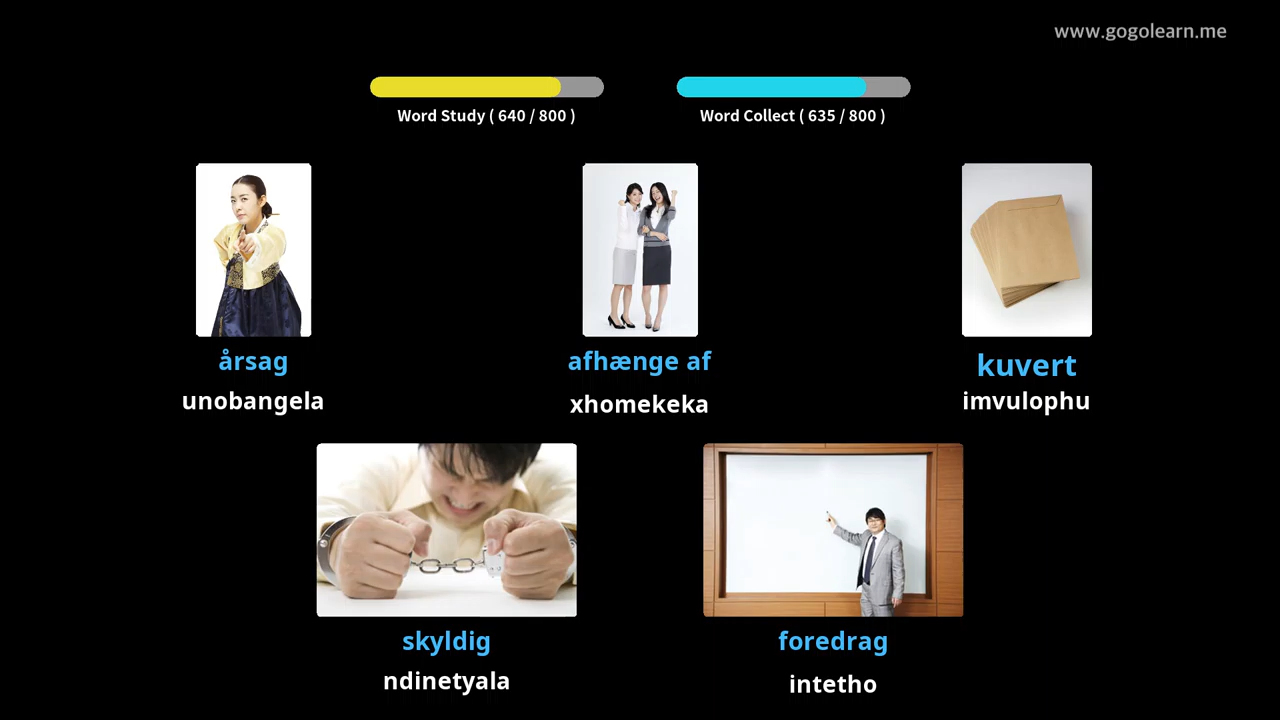 www.gogolearn.me
Word Study ( 640 / 800 )
Word Collect ( 635 / 800 )
årsag
afhænge af
kuvert
unobangela
xhomekeka
imvulophu
skyldig
foredrag
ndinetyala
intetho